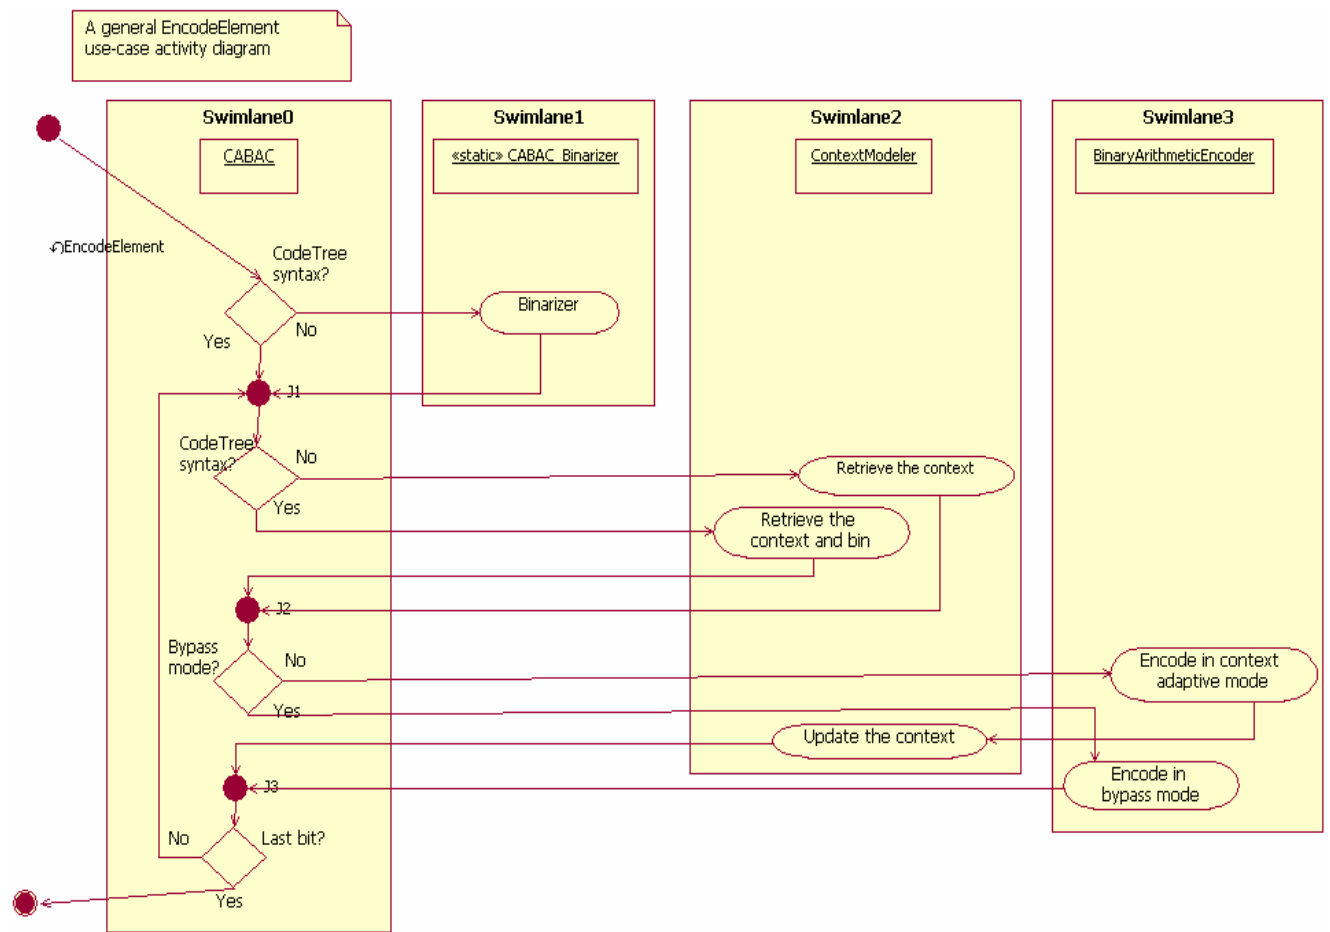 A general EncodeElement
use-case activity diagram
Swimlane0
Swimlane1
Swimlane2
Swimlane3
CABAC
«static» CABAC_Binarizer
ContextModeler
BinaryArithmeticEncoder
EncodeElement
CodeTree
syntax?
Binarizer
No
Yes
J1
CodeTree
syntax?
No
Retrieve the context
Yes
Retrieve the
context and bin
J2
Bypass
mode?
No
Encode in context
adaptive mode
Yes
Update the context
Encode in
bypass mode
J3
No
Last bit?
Yes